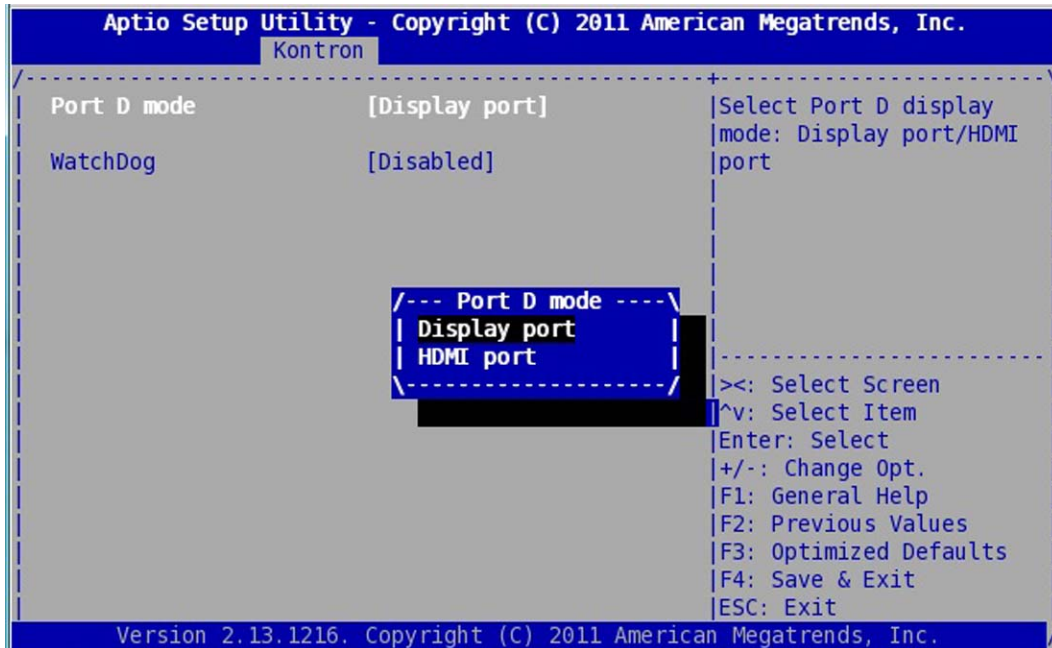 Aptio Setup Utility - Copyright (C) 2011 American Megatrends, Inc.
Kontron
Port D mode [Display port]
WatchDog [Disabled]
Select Port D display
mode: Display port/HDMI
port
Port D mode
Display port
HDMI port
><: Select Screen
^v: Select Item
Enter: Select
+/-: Change Opt.
F1: General Help
F2: Previous Values
F3: Optimized Defaults
F4: Save & Exit
ESC: Exit
Version 2.13.1216. Copyright (C) 2011 American Megatrends, Inc.